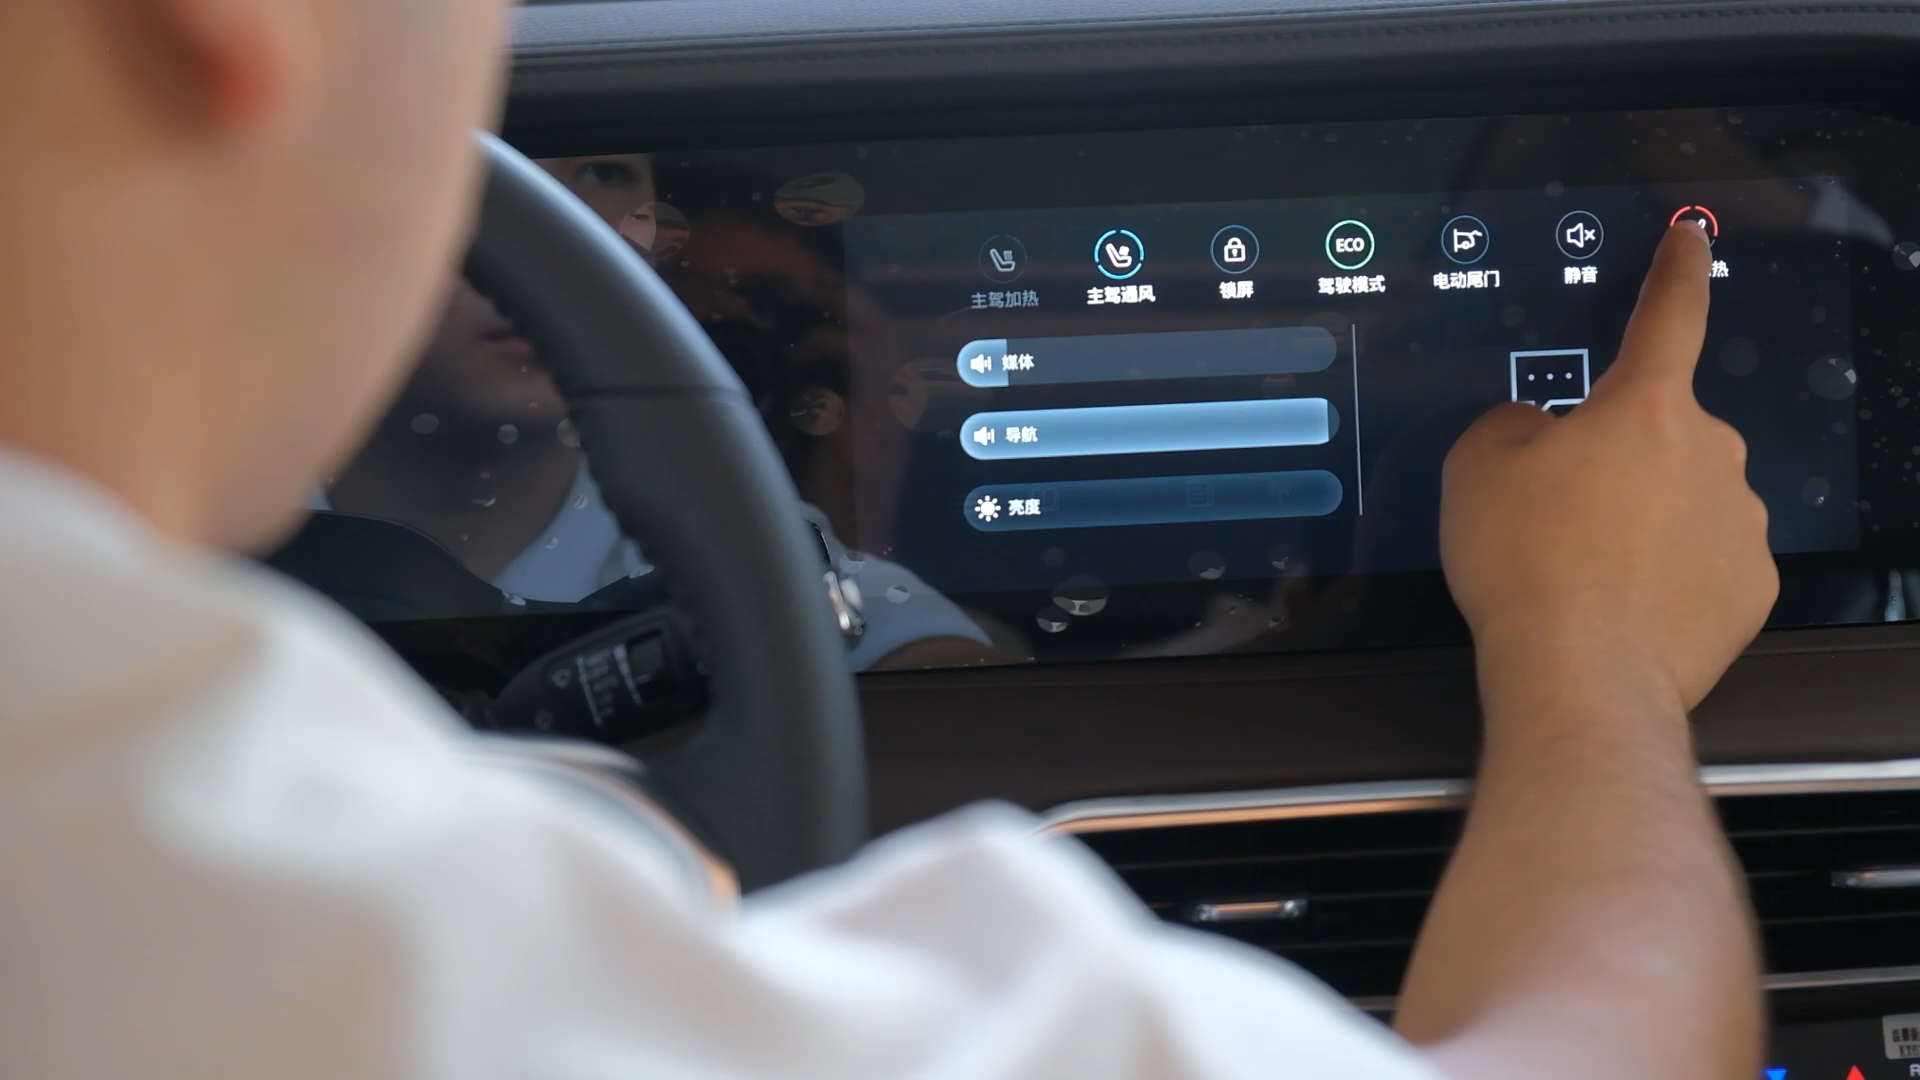 主驾加热
主驾通风
锁屏
ECO
驾驶模式
电动尾门
静音
热
媒体
导航
亮度